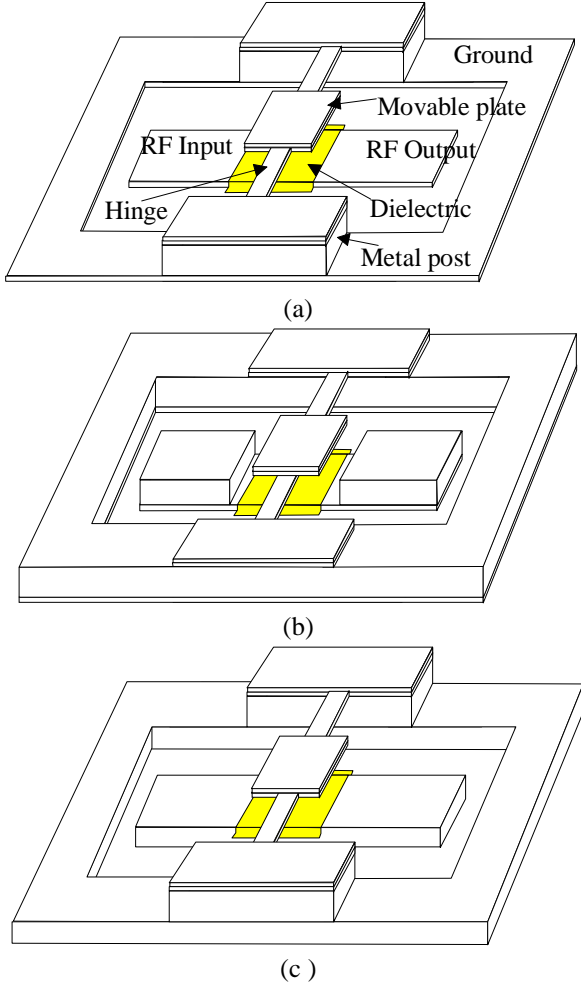 Ground
Movable plate
RF Input
RF Output
Hinge
Dielectric
Metal post
(a)
(b)
(c )